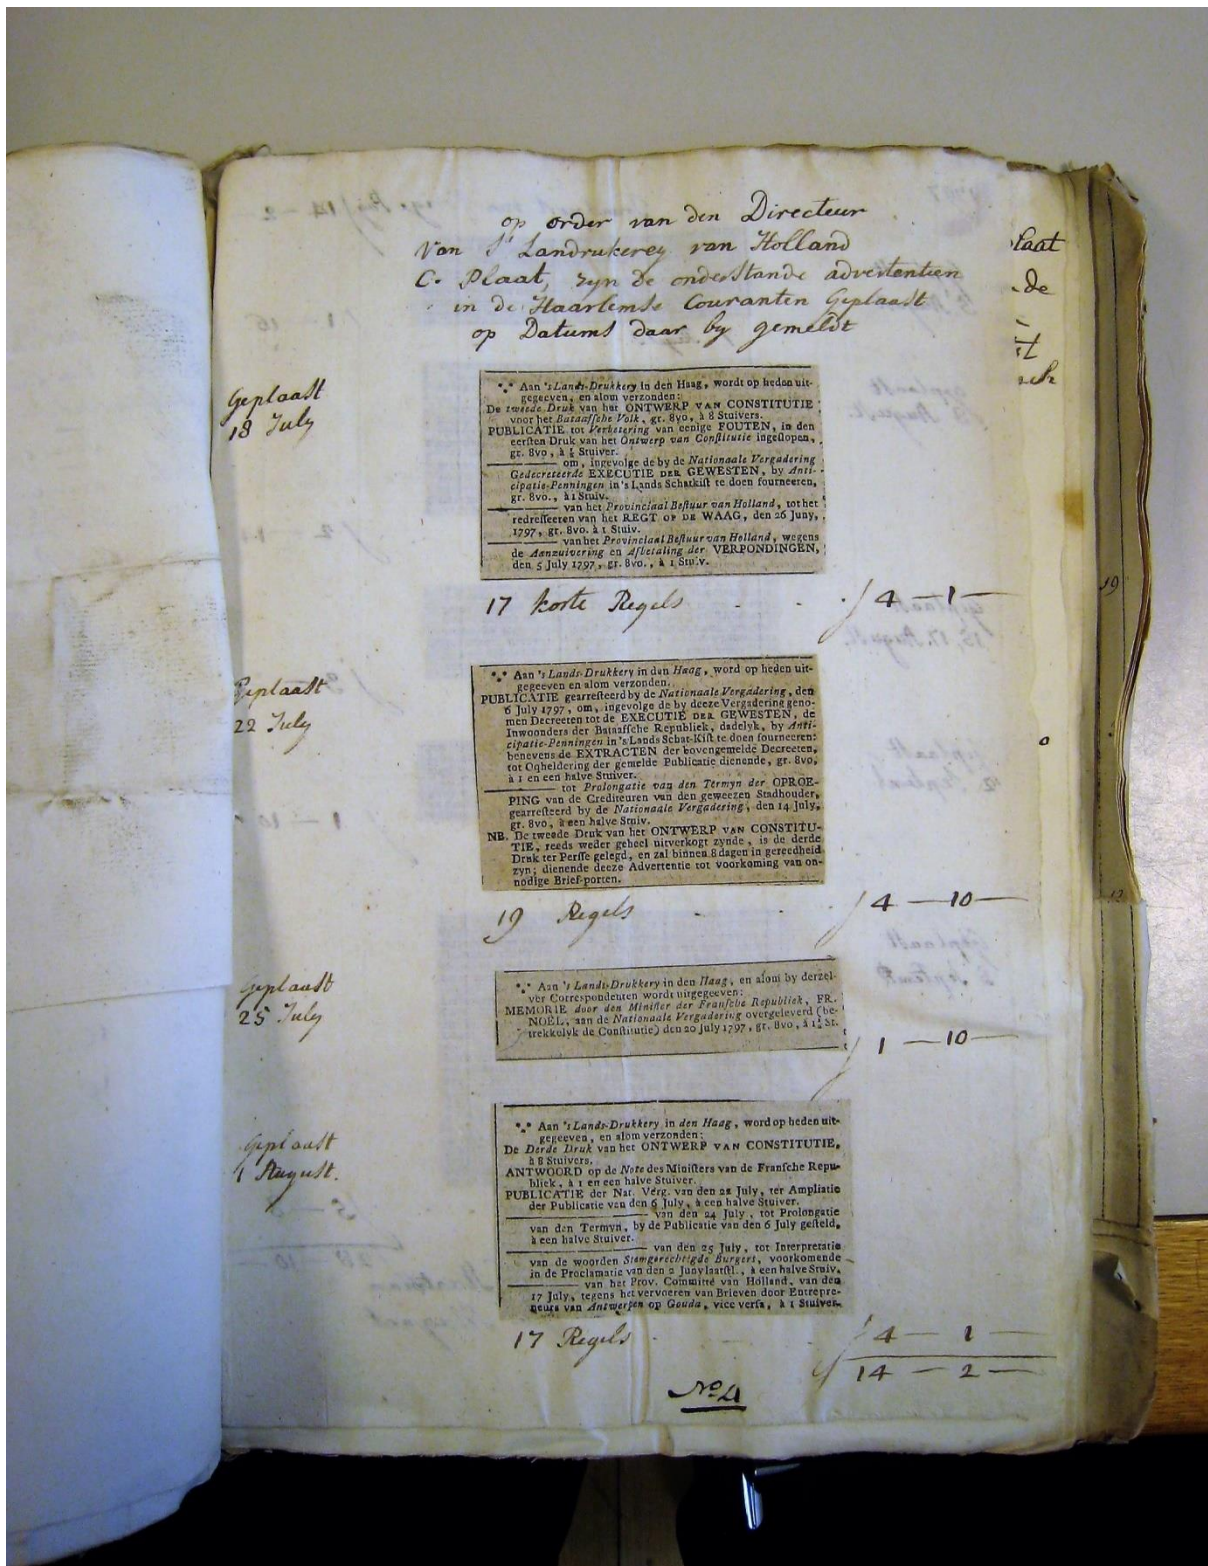 op order van den Directeur
van S' Landrukerey van Holland
C. Plaat, zyn de onderstande advertentien
in de Haarlemse Couranten Geplaast
op Datums daar by gemeldt
laat
de
Geplaast
18 July
⁂ Aan 's Lands-Drukkery in den Haag, wordt op heden uit-
gegeeven, en alom verzonden:
De tweede Druk van het ONTWERP VAN CONSTITUTIE
voor het Bataafsche Volk, gr. 8vo, à 8 Stuivers.
PUBLICATIE tot Verbetering van eenige FOUTEN, in den
eersten Druk van het Ontwerp van Constitutie ingeslopen,
gr. 8vo, à ½ Stuiver.
——— om, ingevolge de by de Nationaale Vergadering
Gedecreteerde EXECUTIE DER GEWESTEN, by Anti-
cipatie-Penningen in 's Lands Schatkist te doen fourneeren,
gr. 8vo., à 1 Stuiv.
——— van het Provinciaal Bestuur van Holland, tot het
redresseeren van het REGT OP DE WAAG, den 26 Juny,
1797, gr. 8vo. à 1 Stuiv.
——— van het Provinciaal Bestuur van Holland, wegens
de Aanzuivering en Afbetaling der VERPONDINGEN,
den 5 July 1797, gr. 8vo., à 1 Stuiv.
17 korte Regels - - ƒ 4 — 1 —
19
Geplaast
22 July
⁂ Aan 's Lands-Drukkery in den Haag, word op heden uit-
gegeeven en alom verzonden.
PUBLICATIE gearresteerd by de Nationaale Vergadering, den
6 July 1797, om, ingevolge de by deeze Vergadering geno-
men Decreeten tot de EXECUTIE DER GEWESTEN, de
Inwoonders der Bataafsche Republiek, dadelyk, by Anti-
cipatie-Penningen in 's Lands Schat-Kist te doen fourneeren:
benevens de EXTRACTEN der bovengemelde Decreeten,
tot Opheldering der gemelde Publicatie dienende, gr. 8vo,
à 1 en een halve Stuiver.
——— tot Prolongatie van den Termyn der OPROE-
PING van de Crediteuren van den geweezen Stadhouder,
gearresteerd by de Nationaale Vergadering, den 14 July,
gr. 8vo, à een halve Stuiv.
NB. De tweede Druk van het ONTWERP VAN CONSTITU-
TIE, reeds weder geheel uitverkogt zynde, is de derde
Druk ter Persse gelegd, en zal binnen 8 dagen in gereedheid
zyn; dienende deeze Advertentie tot voorkoming van on-
nodige Brief-porten.
19 Regels - - ƒ 4 — 10 —
Geplaast
25 July
⁂ Aan 's Lands-Drukkery in den Haag, en alom by derzel-
ver Correspondenten wordt uitgegeeven:
MEMORIE door den Minister der Fransche Republiek, FR.
NOËL, aan de Nationaale Vergadering overgeleverd (be-
trekkelyk de Constitutie) den 20 July 1797, gr. 8vo, à 1½ St.
ƒ 1 — 10 —
Geplaast
1 August.
⁂ Aan 's Lands-Drukkery in den Haag, word op heden uit-
gegeeven, en alom verzonden:
De Derde Druk van het ONTWERP VAN CONSTITUTIE,
à 8 Stuivers.
ANTWOORD op de Note des Ministers van de Fransche Repu-
bliek, à 1 en een halve Stuiver.
PUBLICATIE der Nat. Verg. van den 22 July, ter Ampliatie
der Publicatie van den 6 July, à een halve Stuiver.
——— van den 24 July, tot Prolongatie
van den Termyn, by de Publicatie van den 6 July gesteld,
à een halve Stuiver.
——— van den 25 July, tot Interpretatie
van de woorden Stemgerechtigde Burgers, voorkomende
in de Proclamatie van den 2 Juny laatstl., à een halve Stuiv.
——— van het Prov. Committé van Holland, van den
17 July, tegens het vervoeren van Brieven door Entrepre-
neurs van Antwerpen op Gouda, vice versa, à 1 Stuiver.
17 Regels - - ƒ 4 — 1 —
ƒ 14 — 2 —
No 4